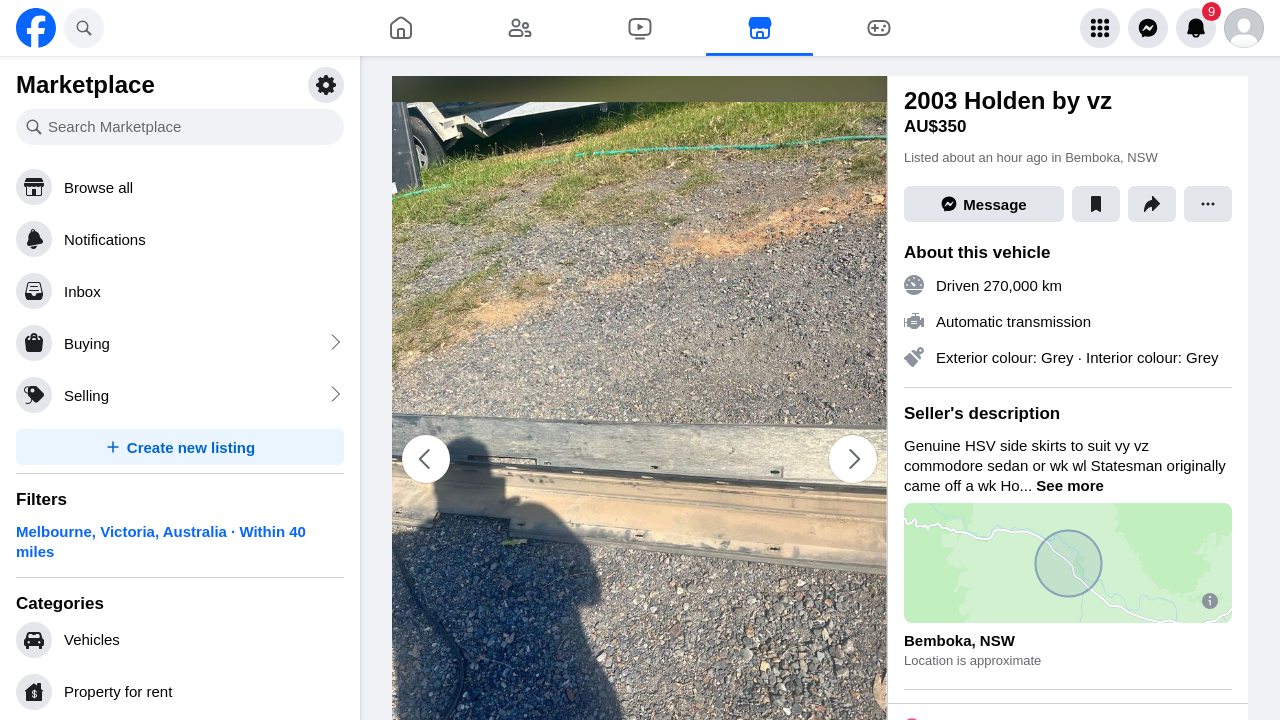 9
Marketplace
Search Marketplace
Browse all
Notifications
Inbox
Buying
Selling
Create new listing
Filters
Melbourne, Victoria, Australia · Within 40
miles
Categories
Vehicles
Property for rent
2003 Holden by vz
AU$350
Listed about an hour ago in Bemboka, NSW
Message
About this vehicle
Driven 270,000 km
Automatic transmission
Exterior colour: Grey · Interior colour: Grey
Seller's description
Genuine HSV side skirts to suit vy vz
commodore sedan or wk wl Statesman originally
came off a wk Ho... See more
Bemboka, NSW
Location is approximate